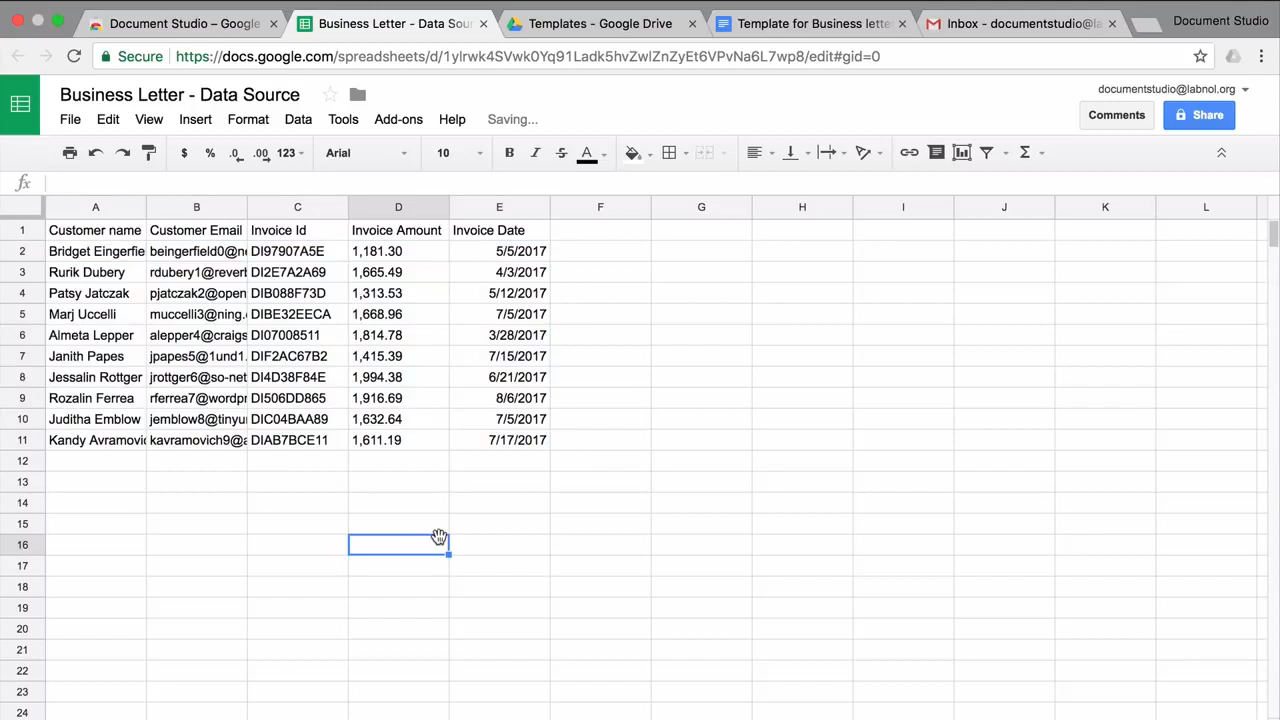 Document Studio – Google
Business Letter - Data Sour
Templates - Google Drive
Template for Business lette
Inbox - documentstudio@la
Document Studio
Secure
https://docs.google.com/spreadsheets/d/1ylrwk4SVwk0Yq91Ladk5hvZwlZnZyEt6VPvNa6L7wp8/edit#gid=0
Business Letter - Data Source
documentstudio@labnol.org
File Edit View Insert Format Data Tools Add-ons Help Saving...
Comments Share
$ % .0 .00 123 Arial 10 B I S A Σ
fx
A B C D E F G H I J K L
1 Customer name Customer Email Invoice Id Invoice Amount Invoice Date
2 Bridget Eingerfie beingerfield0@ne DI97907A5E 1,181.30 5/5/2017
3 Rurik Dubery rdubery1@reverb DI2E7A2A69 1,665.49 4/3/2017
4 Patsy Jatczak pjatczak2@open DIB088F73D 1,313.53 5/12/2017
5 Marj Uccelli muccelli3@ning. DIBE32EECA 1,668.96 7/5/2017
6 Almeta Lepper alepper4@craigs DI07008511 1,814.78 3/28/2017
7 Janith Papes jpapes5@1und1. DIF2AC67B2 1,415.39 7/15/2017
8 Jessalin Rottger jrottger6@so-net DI4D38F84E 1,994.38 6/21/2017
9 Rozalin Ferrea rferrea7@wordpr DI506DD865 1,916.69 8/6/2017
10 Juditha Emblow jemblow8@tinyur DIC04BAA89 1,632.64 7/5/2017
11 Kandy Avramovic kavramovich9@a DIAB7BCE11 1,611.19 7/17/2017
12
13
14
15
16
17
18
19
20
21
22
23
24